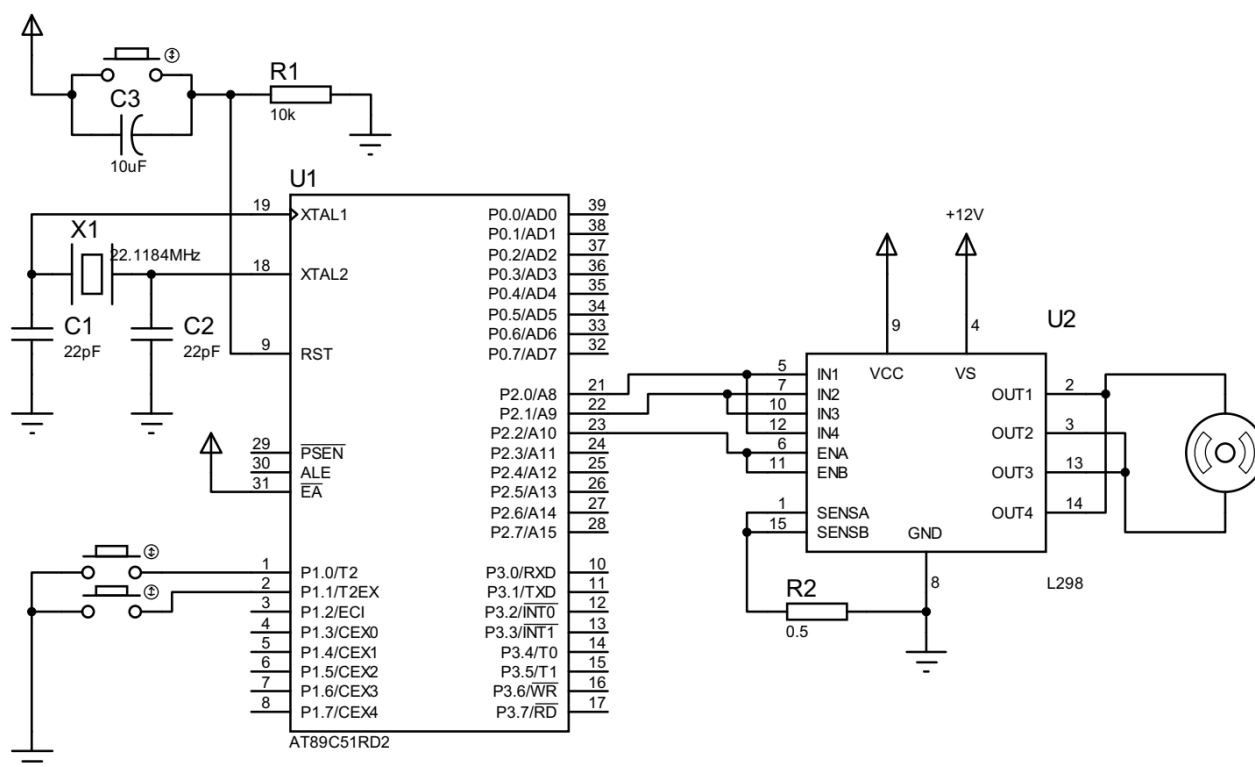 R1
10k
C3
10uF
U1
19 XTAL1
X1
22.1184MHz
18 XTAL2
C1
22pF
C2
22pF
9 RST
29 PSEN
30 ALE
31 EA
1 P1.0/T2
2 P1.1/T2EX
3 P1.2/ECI
4 P1.3/CEX0
5 P1.4/CEX1
6 P1.5/CEX2
7 P1.6/CEX3
8 P1.7/CEX4
P0.0/AD0 39
P0.1/AD1 38
P0.2/AD2 37
P0.3/AD3 36
P0.4/AD4 35
P0.5/AD5 34
P0.6/AD6 33
P0.7/AD7 32
P2.0/A8 21
P2.1/A9 22
P2.2/A10 23
P2.3/A11 24
P2.4/A12 25
P2.5/A13 26
P2.6/A14 27
P2.7/A15 28
P3.0/RXD 10
P3.1/TXD 11
P3.2/INT0 12
P3.3/INT1 13
P3.4/T0 14
P3.5/T1 15
P3.6/WR 16
P3.7/RD 17
AT89C51RD2
+12V
9 4
U2
VCC VS
5 IN1
7 IN2
10 IN3
12 IN4
6 ENA
11 ENB
1 SENSA
15 SENSB
OUT1 2
OUT2 3
OUT3 13
OUT4 14
GND
8
L298
R2
0.5